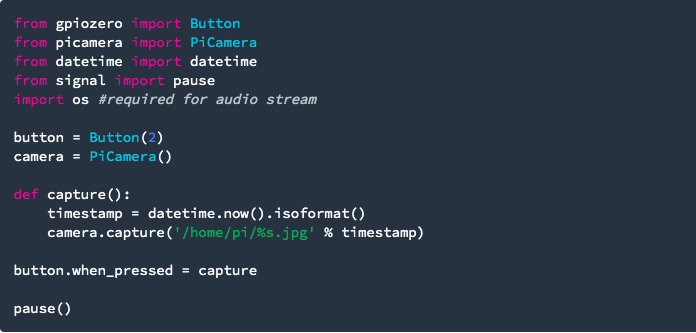 from gpiozero import Button
from picamera import PiCamera
from datetime import datetime
from signal import pause
import os #required for audio stream

button = Button(2)
camera = PiCamera()

def capture():
    timestamp = datetime.now().isoformat()
    camera.capture('/home/pi/%s.jpg' % timestamp)

button.when_pressed = capture

pause()